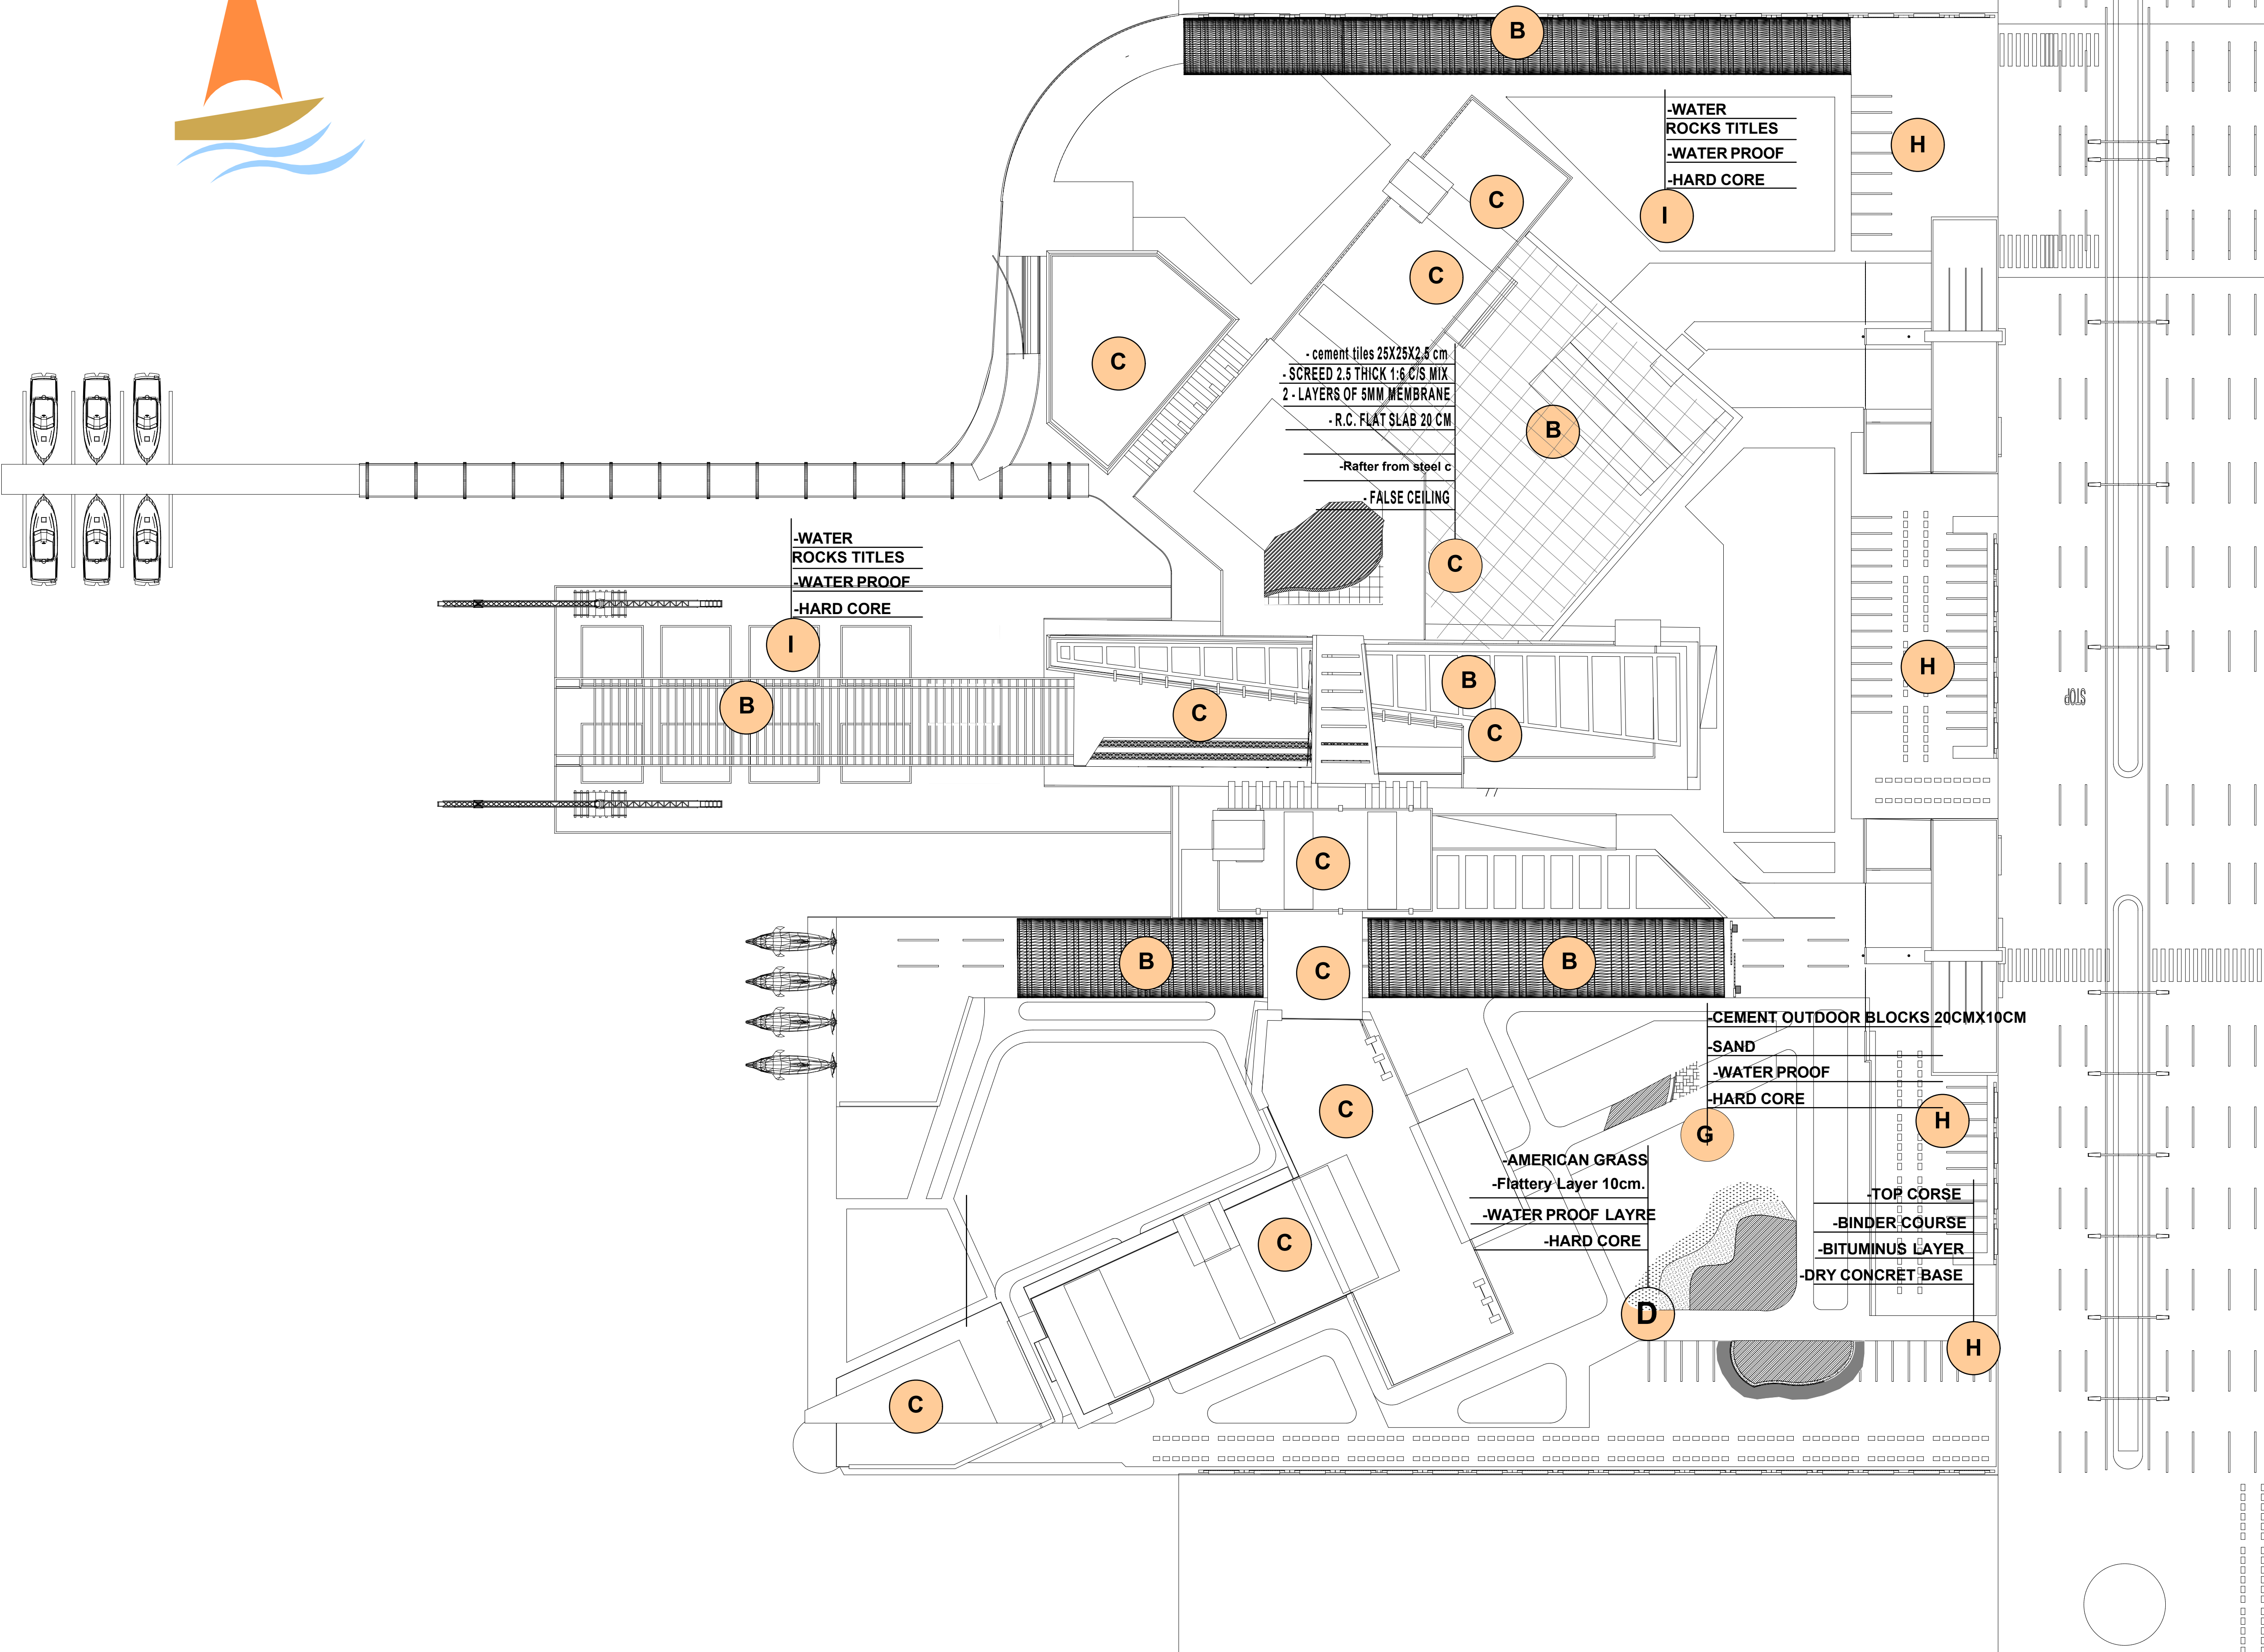 B
-WATER
ROCKS TITLES
-WATER PROOF
-HARD CORE
H
I
C
C
C
- cement tiles 25X25X2.5 cm
- SCREED 2.5 THICK 1:6 C/S MIX
2 - LAYERS OF 5MM MEMBRANE
- R.C. FLAT SLAB 20 CM
-Rafter from steel c
- FALSE CEILING
B
C
-WATER
ROCKS TITLES
-WATER PROOF
-HARD CORE
I
B
B
C
C
H
STOP
C
B
C
B
-CEMENT OUTDOOR BLOCKS 20CMX10CM
-SAND
-WATER PROOF
-HARD CORE
G
H
C
-AMERICAN GRASS
-Flattery Layer 10cm.
-WATER PROOF LAYRE
-HARD CORE
D
-TOP CORSE
-BINDER COURSE
-BITUMINUS LAYER
-DRY CONCRET BASE
H
C
C